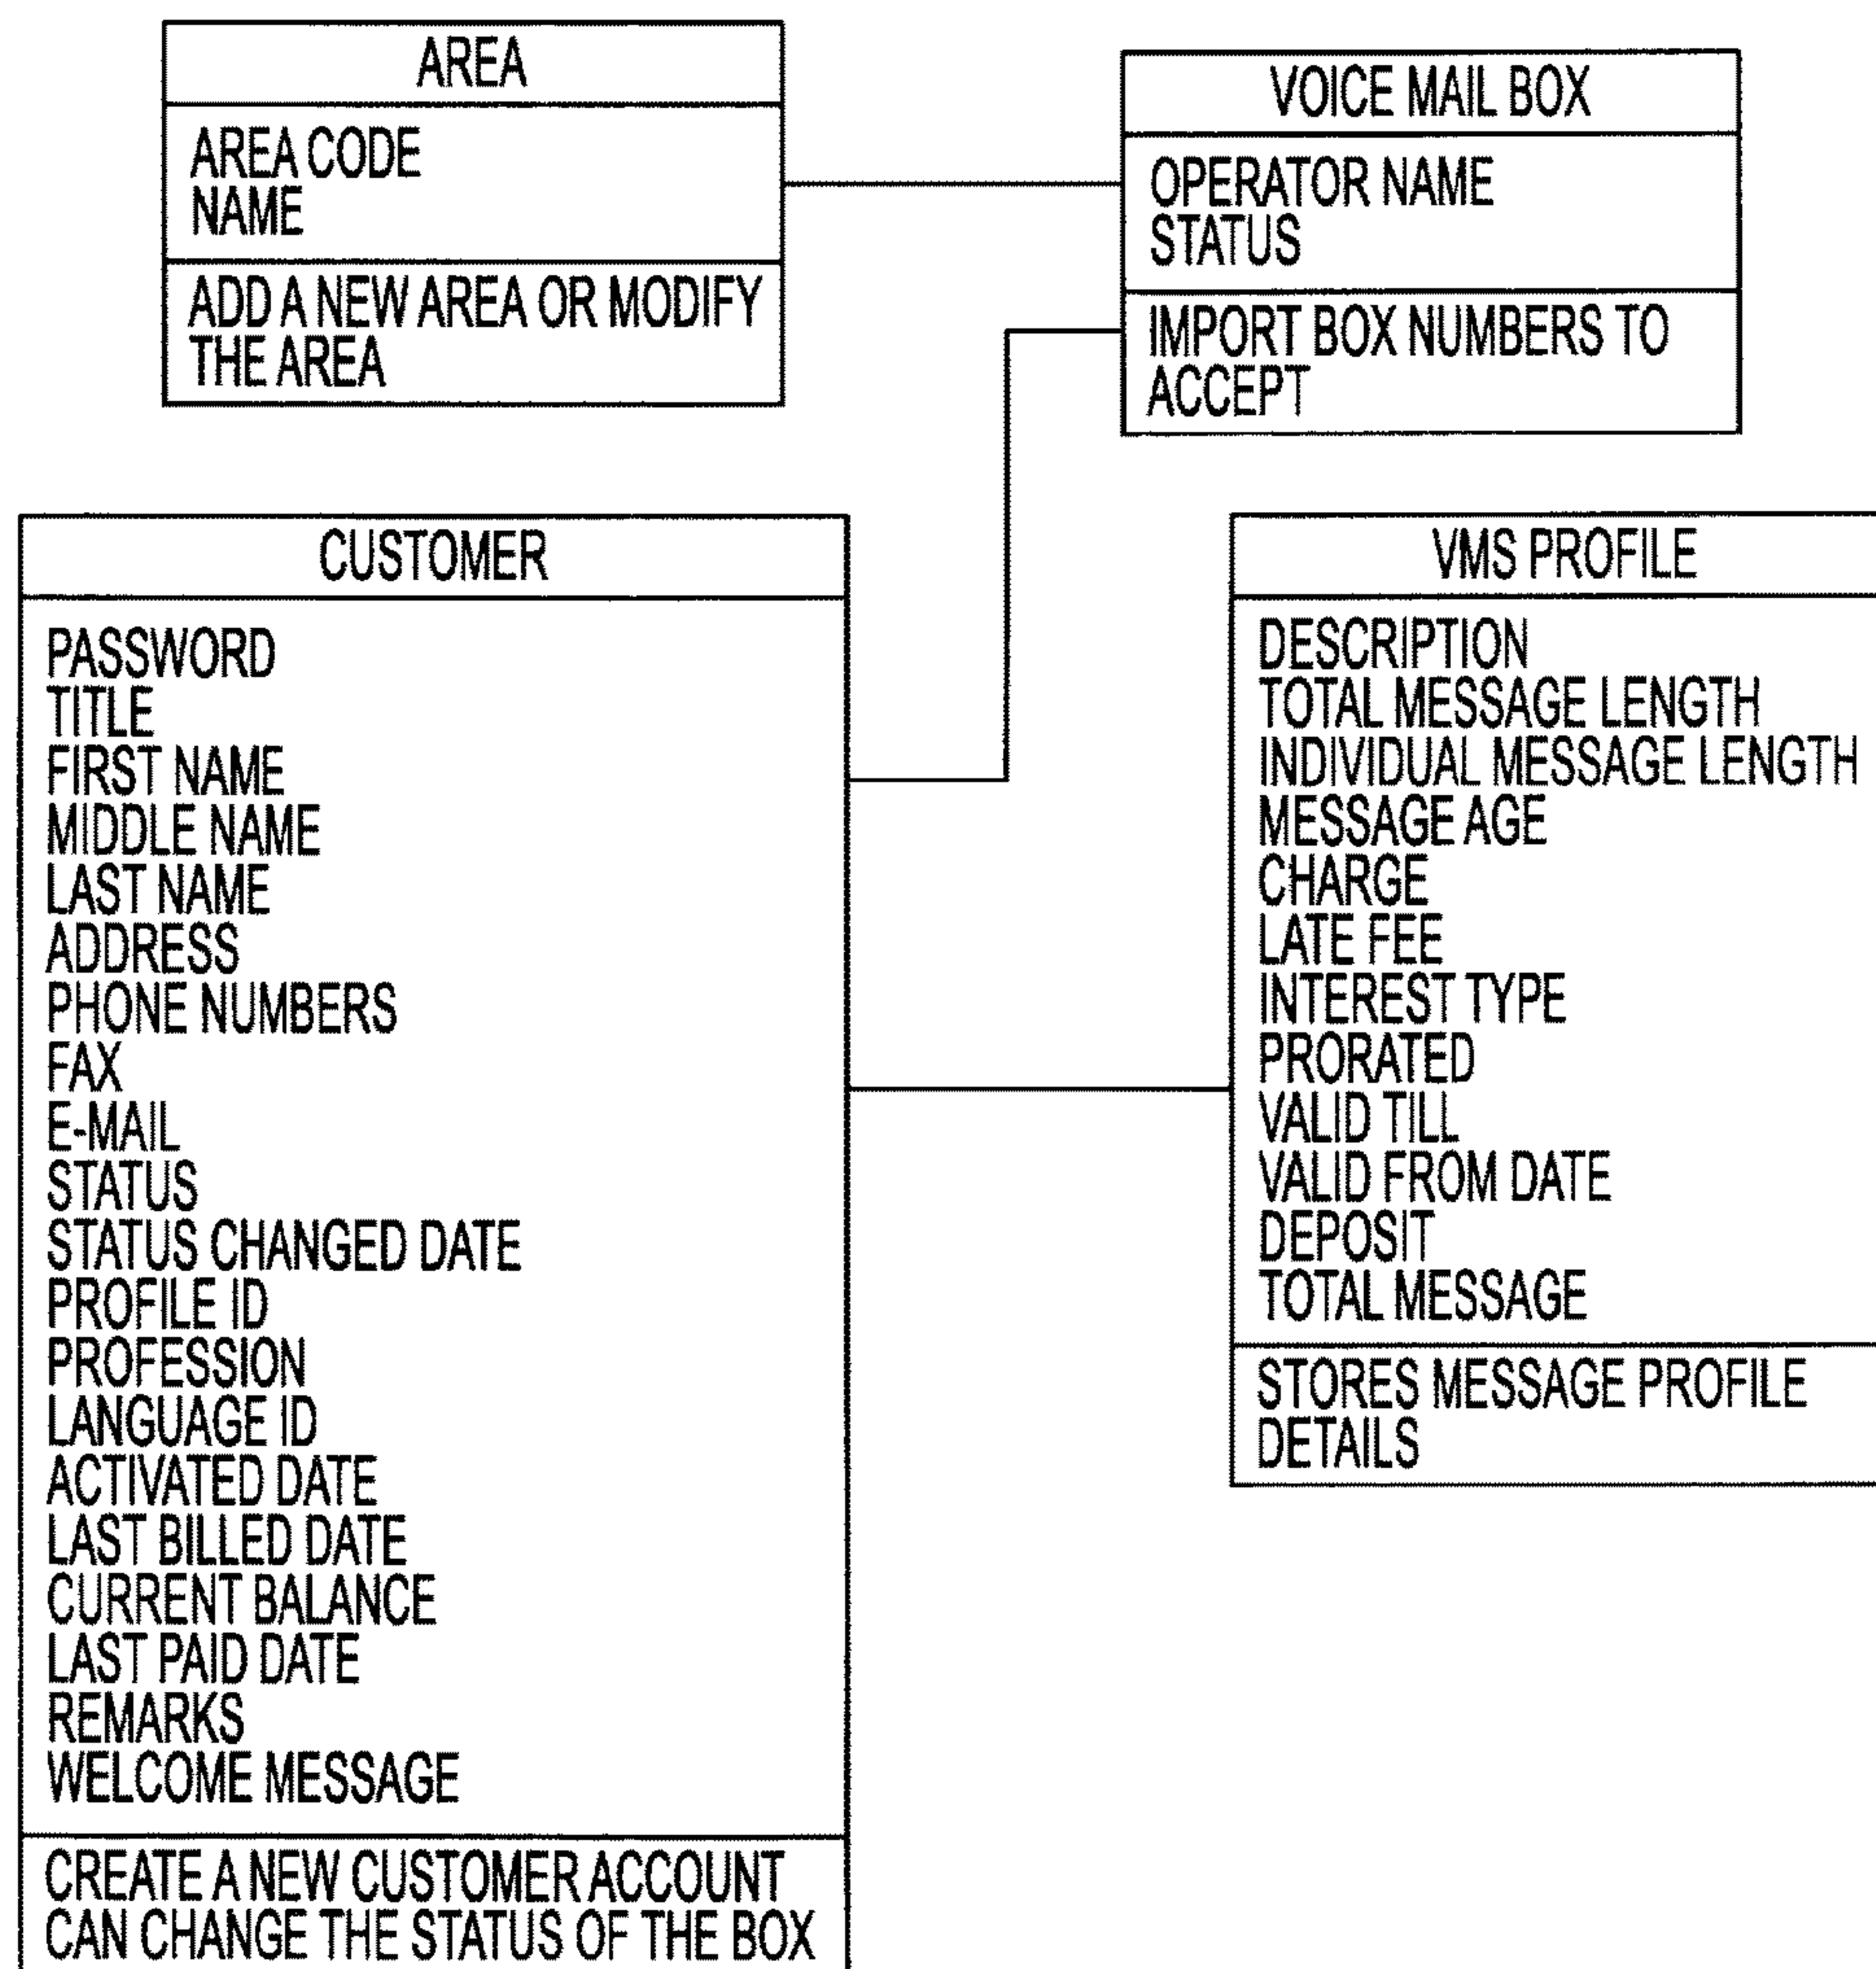 AREA
AREA CODE
NAME
ADD A NEW AREA OR MODIFY
THE AREA
VOICE MAIL BOX
OPERATOR NAME
STATUS
IMPORT BOX NUMBERS TO
ACCEPT
CUSTOMER
PASSWORD
TITLE
FIRST NAME
MIDDLE NAME
LAST NAME
ADDRESS
PHONE NUMBERS
FAX
E-MAIL
STATUS
STATUS CHANGED DATE
PROFILE ID
PROFESSION
LANGUAGE ID
ACTIVATED DATE
LAST BILLED DATE
CURRENT BALANCE
LAST PAID DATE
REMARKS
WELCOME MESSAGE
CREATE A NEW CUSTOMER ACCOUNT
CAN CHANGE THE STATUS OF THE BOX
VMS PROFILE
DESCRIPTION
TOTAL MESSAGE LENGTH
INDIVIDUAL MESSAGE LENGTH
MESSAGE AGE
CHARGE
LATE FEE
INTEREST TYPE
PRORATED
VALID TILL
VALID FROM DATE
DEPOSIT
TOTAL MESSAGE
STORES MESSAGE PROFILE
DETAILS